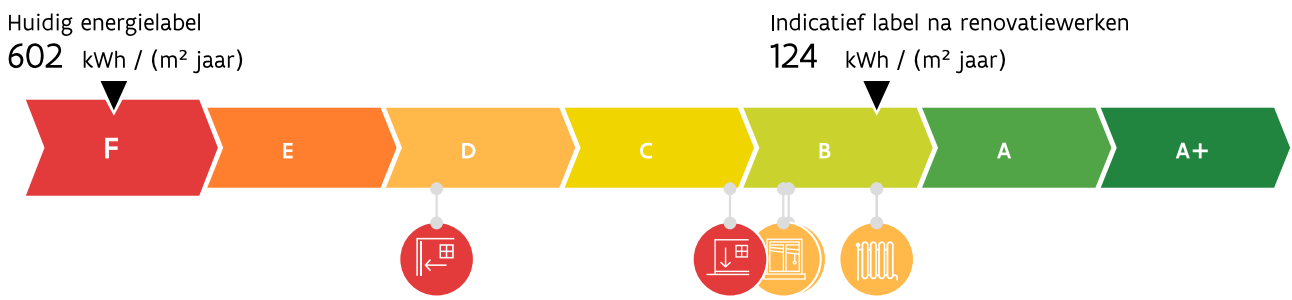 Huidig energielabel
602 kWh / (m² jaar)
Indicatief label na renovatiewerken
124 kWh / (m² jaar)
F E D C B A A+